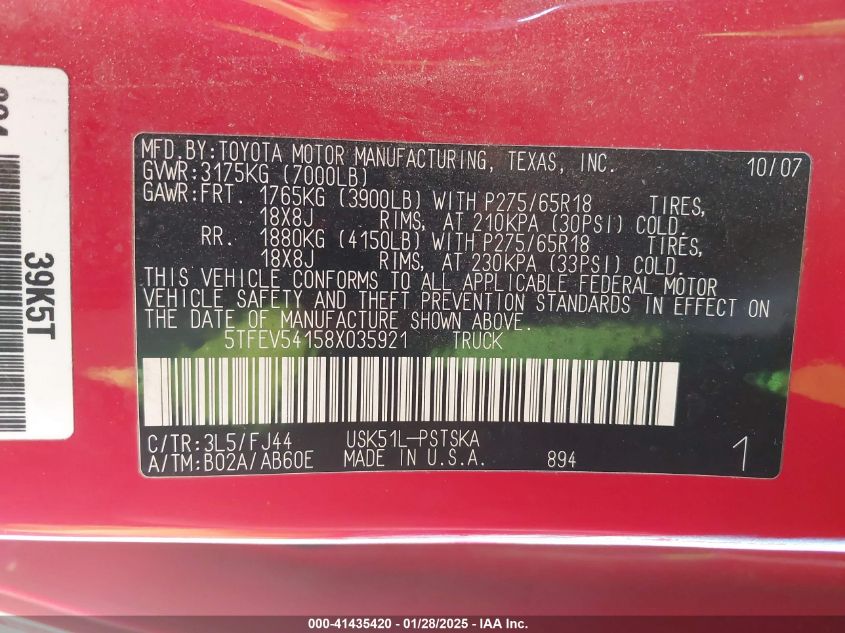 MFD.BY:TOYOTA MOTOR MANUFACTURING, TEXAS, INC. 10/07
GVWR:3175KG (7000LB)
GAWR:FRT. 1765KG (3900LB) WITH P275/65R18 TIRES,
18X8J RIMS, AT 210KPA (30PSI) COLD.
RR. 1880KG (4150LB) WITH P275/65R18 TIRES,
18X8J RIMS, AT 230KPA (33PSI) COLD.
THIS VEHICLE CONFORMS TO ALL APPLICABLE FEDERAL MOTOR
VEHICLE SAFETY AND THEFT PREVENTION STANDARDS IN EFFECT ON
THE DATE OF MANUFACTURE SHOWN ABOVE.
5TFEV54158X035921 TRUCK
C/TR:3L5/FJ44 USK51L-PSTSKA
A/TM:B02A/AB60E MADE IN U.S.A. 894 1
39K5T
000-41435420 - 01/28/2025 - IAA Inc.